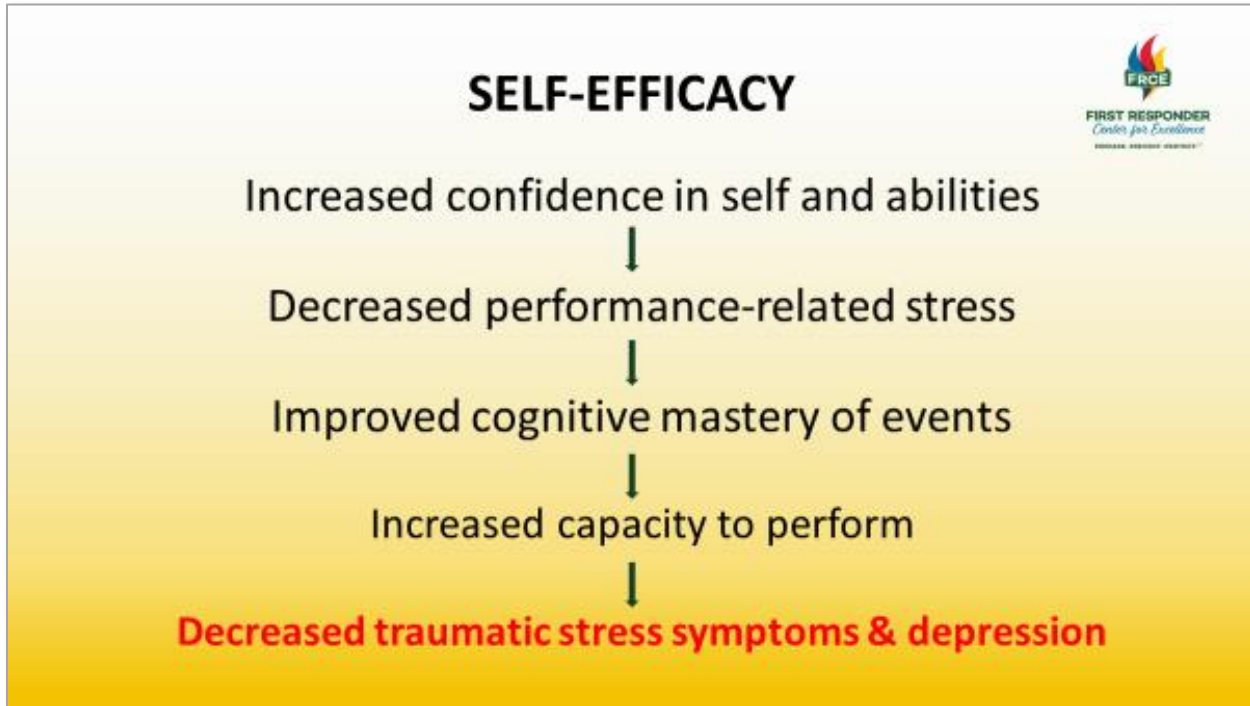 SELF-EFFICACY
FRCE
FIRST RESPONDER
Center for Excellence
Increased confidence in self and abilities
Decreased performance-related stress
Improved cognitive mastery of events
Increased capacity to perform
Decreased traumatic stress symptoms & depression